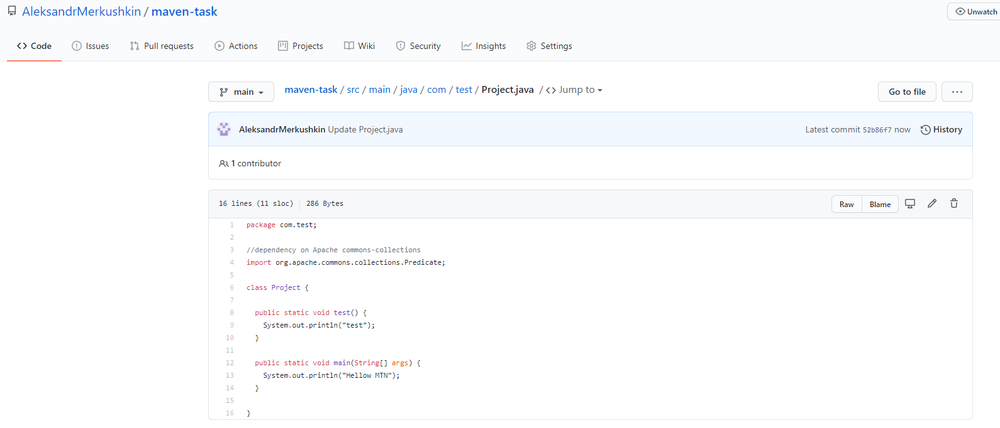 AleksandrMerkushkin / maven-task
Unwatch
Code Issues Pull requests Actions Projects Wiki Security Insights Settings
main maven-task / src / main / java / com / test / Project.java / <> Jump to Go to file ...
AleksandrMerkushkin Update Project.java Latest commit 52b86f7 now History
1 contributor
16 lines (11 sloc) 286 Bytes Raw Blame
1 package com.test;
2
3 //dependency on Apache commons-collections
4 import org.apache.commons.collections.Predicate;
5
6 class Project {
7
8 public static void test() {
9 System.out.println("test");
10 }
11
12 public static void main(String[] args) {
13 System.out.println("Hellow MTN");
14 }
15
16 }